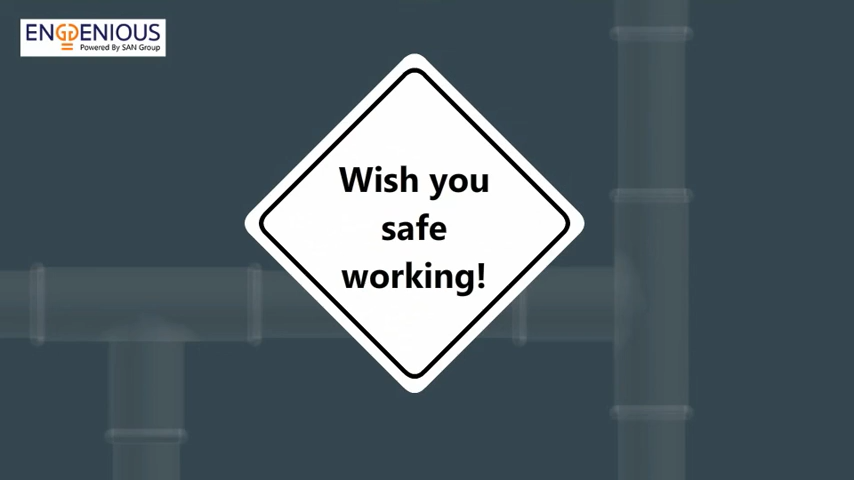 ENGGENIOUS
Powered By SAN Group
Wish you
safe
working!